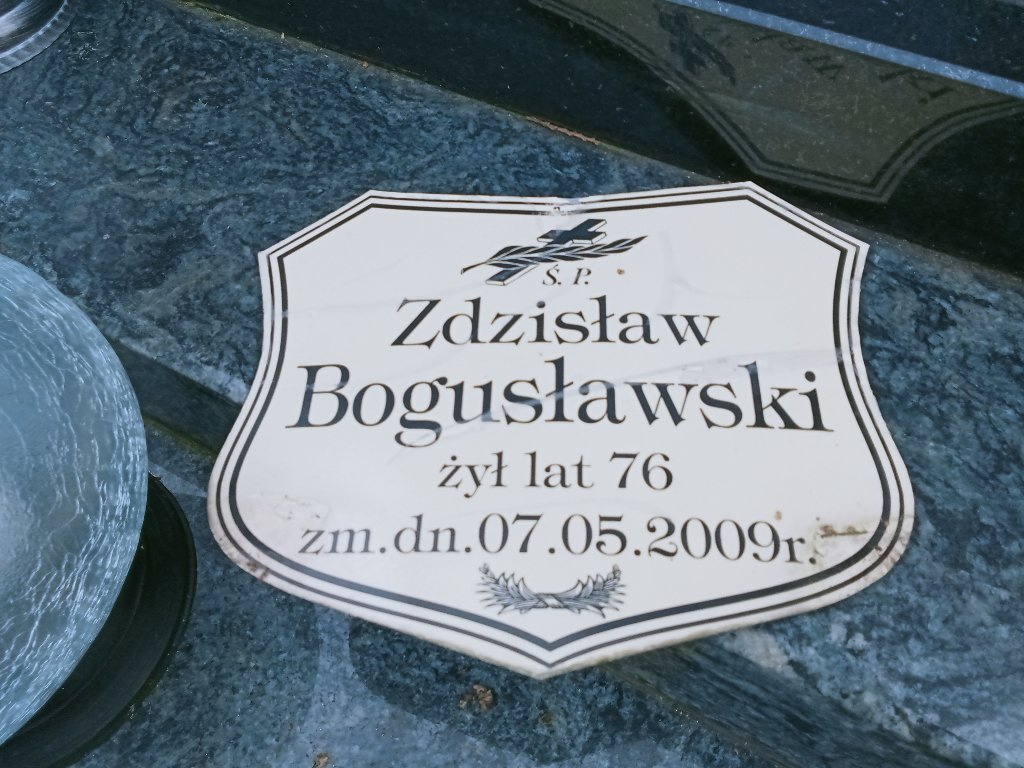 Ś. P.
Zdzisław
Bogusławski
żył lat 76
zm.dn.07.05.2009r.